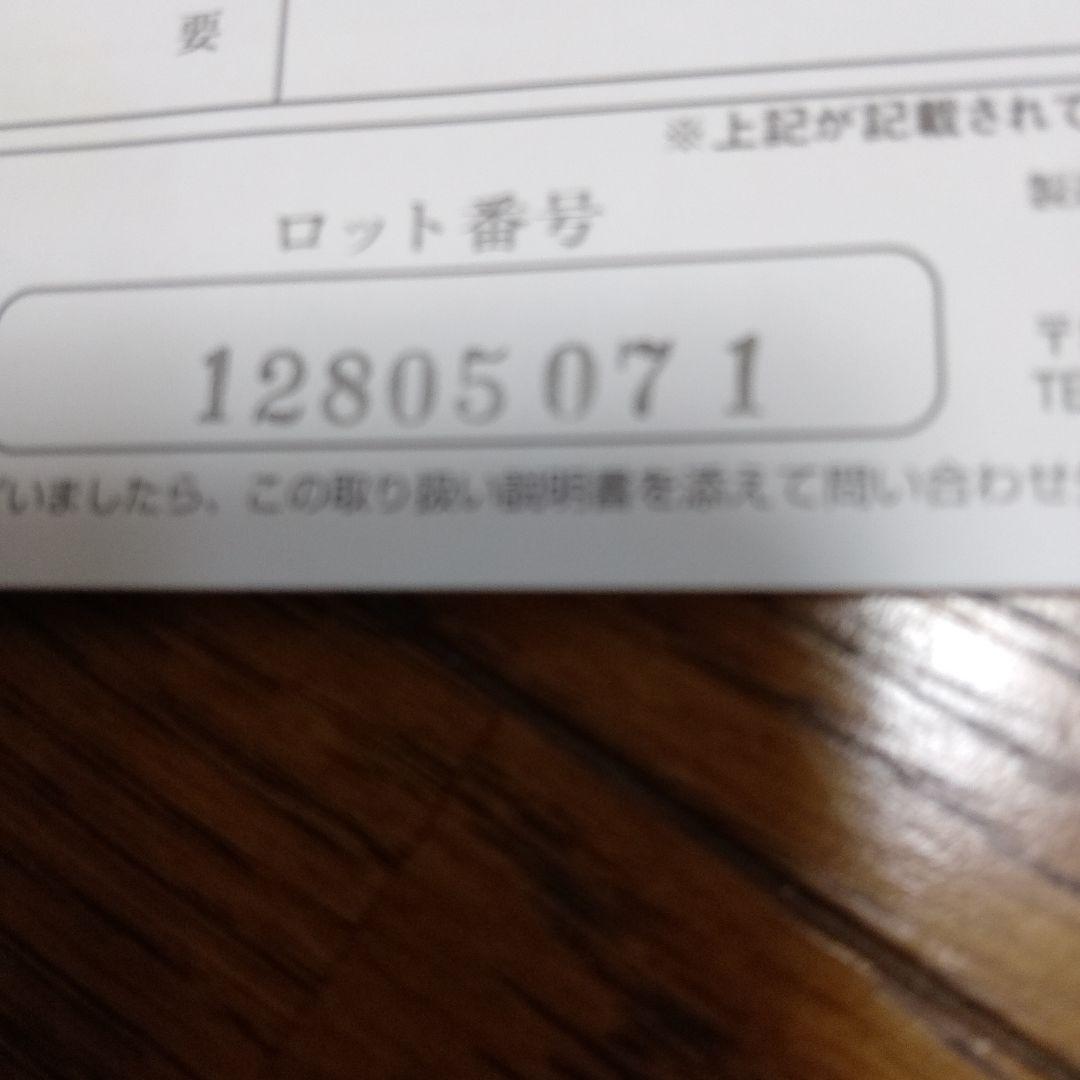 要
※上記が記載されて
製
ロット番号
〒
12805071
TE
いましたら、この取り扱い説明書を添えて問い合わせ